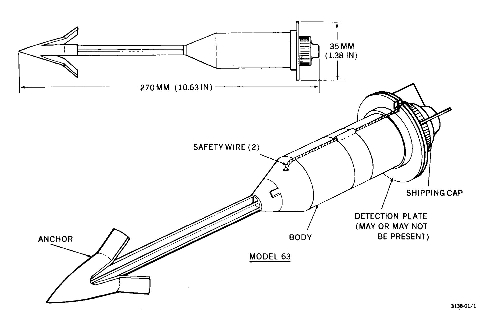 35 MM
(1.38 IN)
270 MM (10.63 IN)
SAFETY WIRE (2)
SHIPPING CAP
DETECTION PLATE
(MAY OR MAY NOT
BE PRESENT)
BODY
ANCHOR
MODEL 63
3138-01/1